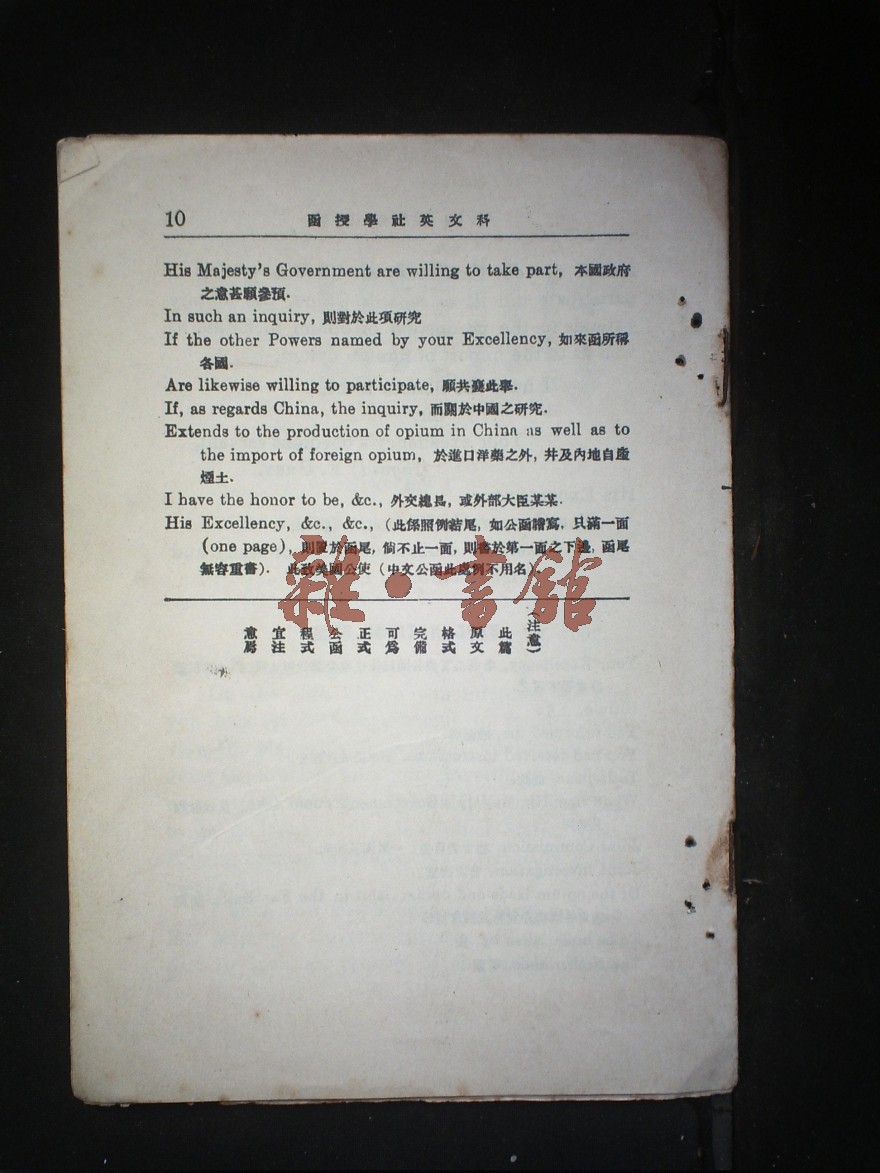 10 函授學社英文科
His Majesty's Government are willing to take part, 本國政府
之意甚願參預.
In such an inquiry, 則對於此項研究
If the other Powers named by your Excellency, 如來函所稱
各國.
Are likewise willing to participate, 願共襄此舉.
If, as regards China, the inquiry, 而關於中國之研究.
Extends to the production of opium in China as well as to
the import of foreign opium, 於進口洋藥之外, 幷及內地自產
煙土.
I have the honor to be, &c., 外交總長, 或外部大臣某某.
His Excellency, &c., &c., (此係照例結尾, 如公函繕寫, 只滿一面
(one page), 則置於函尾, 倘不止一面, 則書於第一面之下邊, 函尾
無容重書). 此致美國公使 (中文公函此處例不用名).
(注意)
此篇
原文
格式
完備
可爲
正式
公函
程式
宜注
意焉
雜·書館